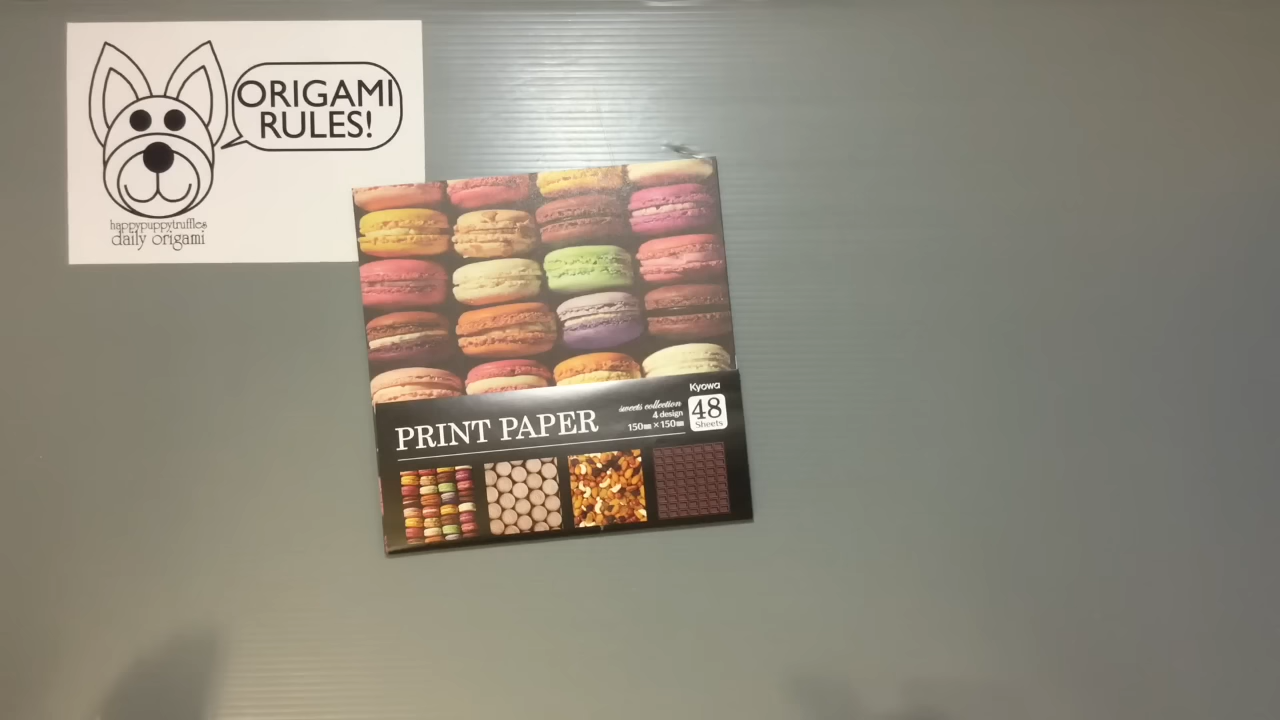 ORIGAMI
RULES!
happypuppytruffles
daily origami
Kyowa
sweets collection
4 design
150mm×150mm
48
Sheets
PRINT PAPER